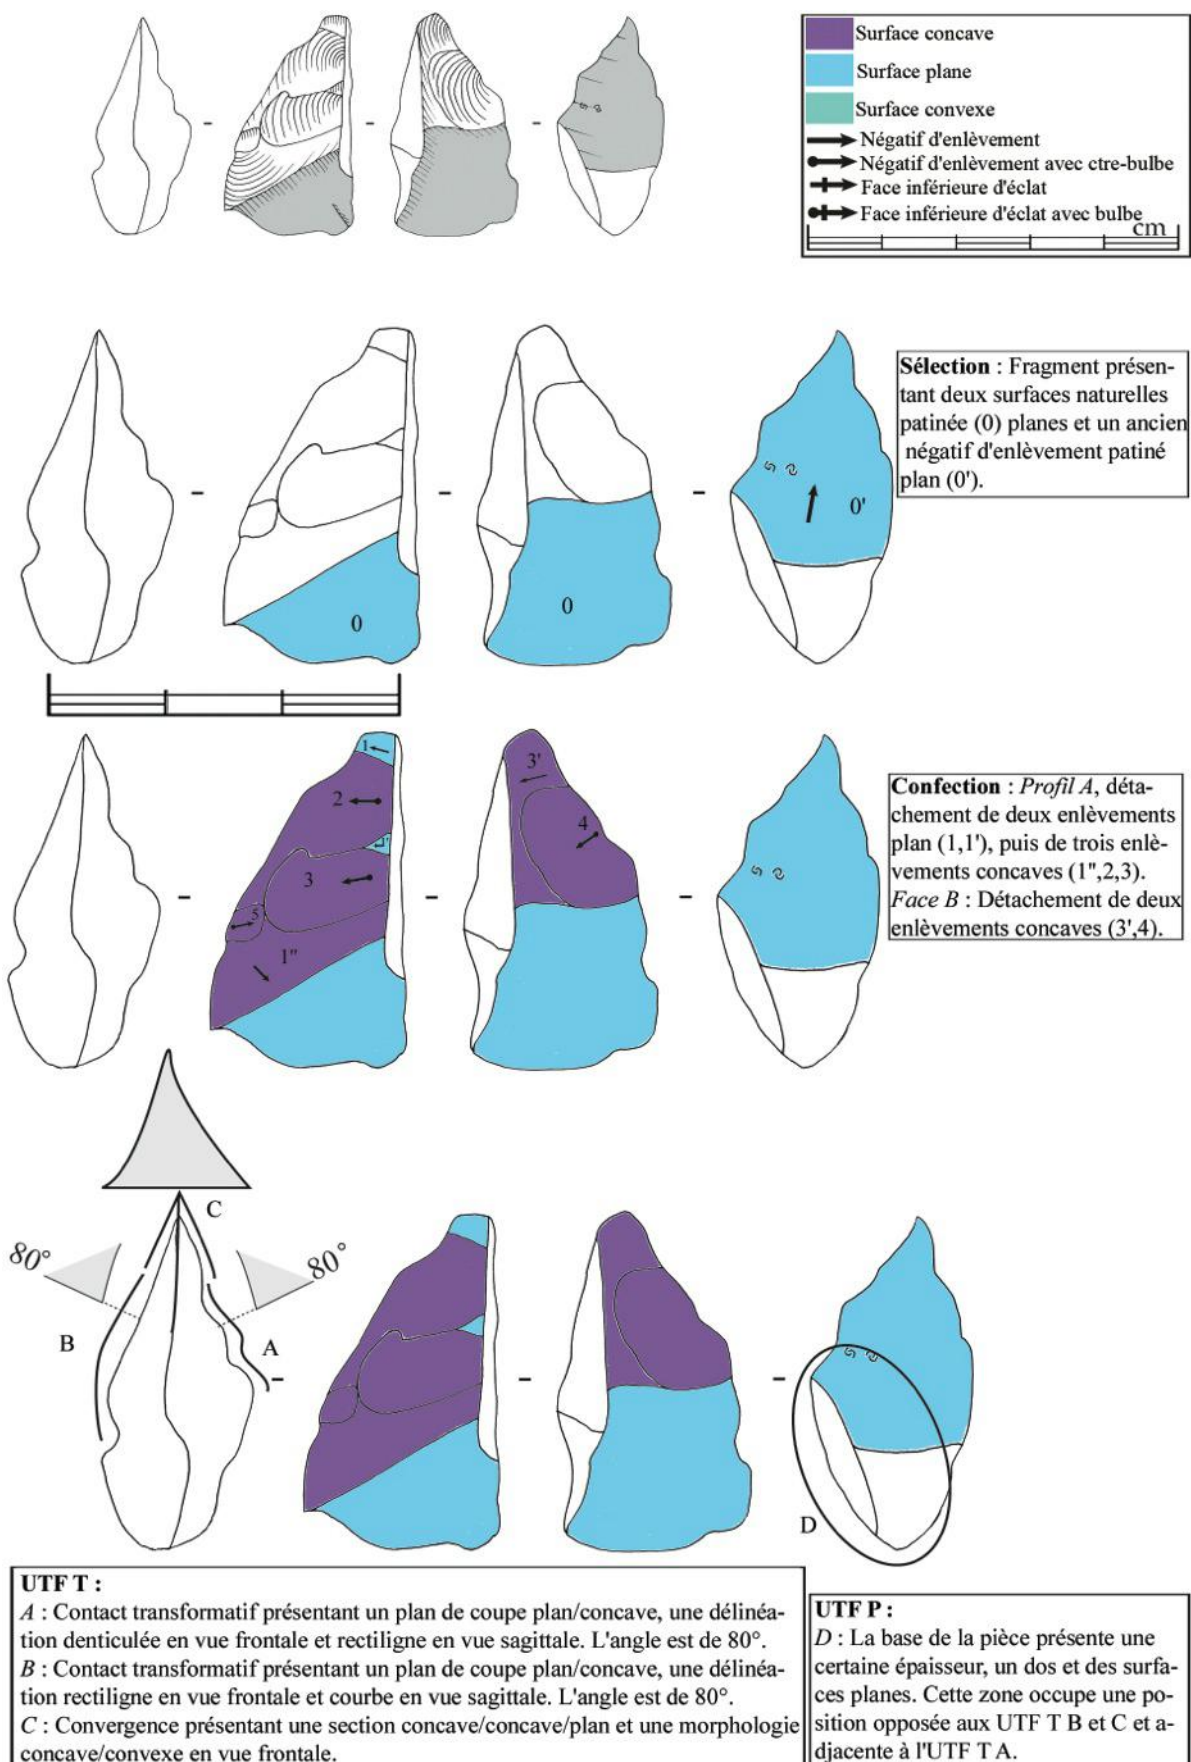 Surface concave
Surface plane
Surface convexe
Négatif d'enlèvement
Négatif d'enlèvement avec ctre-bulbe
Face inférieure d'éclat
Face inférieure d'éclat avec bulbe
cm
Sélection : Fragment présen-
tant deux surfaces naturelles
patinée (0) planes et un ancien
négatif d'enlèvement patiné
plan (0').
0
0
0'
1
2
3
5
1"
3'
4
Confection : Profil A, déta-
chement de deux enlèvements
plan (1,1'), puis de trois enlè-
vements concaves (1",2,3).
Face B : Détachement de deux
enlèvements concaves (3',4).
C
80°
80°
B
A
D
UTF T :
A : Contact transformatif présentant un plan de coupe plan/concave, une délinéa-
tion denticulée en vue frontale et rectiligne en vue sagittale. L'angle est de 80°.
B : Contact transformatif présentant un plan de coupe plan/concave, une délinéa-
tion rectiligne en vue frontale et courbe en vue sagittale. L'angle est de 80°.
C : Convergence présentant une section concave/concave/plan et une morphologie
concave/convexe en vue frontale.
UTF P :
D : La base de la pièce présente une
certaine épaisseur, un dos et des surfa-
ces planes. Cette zone occupe une po-
sition opposée aux UTF T B et C et a-
djacente à l'UTF T A.